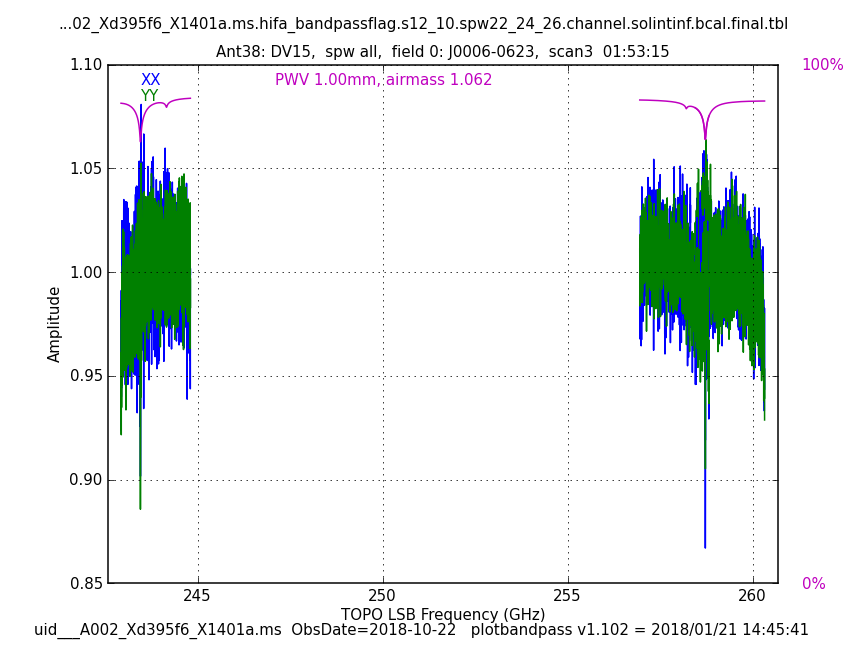 ...02_Xd395f6_X1401a.ms.hifa_bandpassflag.s12_10.spw22_24_26.channel.solintinf.bcal.final.tbl
Ant38: DV15, spw all, field 0: J0006-0623, scan3 01:53:15
1.10
XX
PWV 1.00mm, airmass 1.062
100%
YY
1.05
1.00
Amplitude
0.95
0.90
0.85
0%
245
250
255
260
TOPO LSB Frequency (GHz)
uid___A002_Xd395f6_X1401a.ms ObsDate=2018-10-22 plotbandpass v1.102 = 2018/01/21 14:45:41